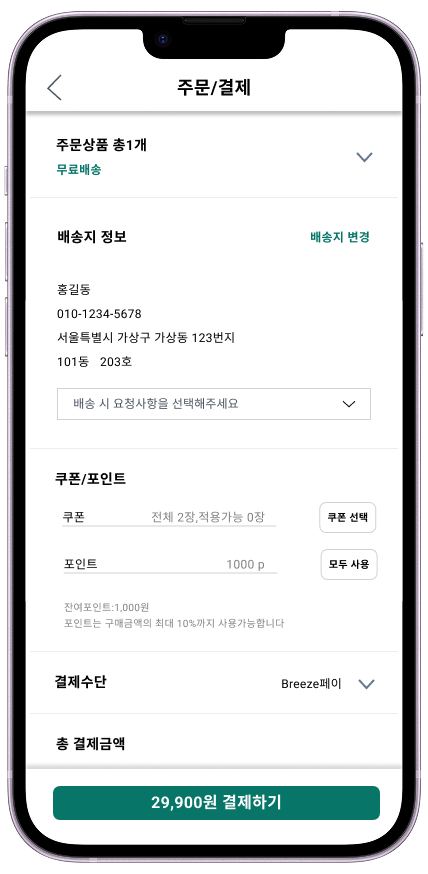 주문/결제
주문상품 총1개
무료배송
배송지 정보 배송지 변경
홍길동
010-1234-5678
서울특별시 가상구 가상동 123번지
101동 203호
배송 시 요청사항을 선택해주세요
쿠폰/포인트
쿠폰 전체 2장,적용가능 0장 쿠폰 선택
포인트 1000 p 모두 사용
잔여포인트:1,000원
포인트는 구매금액의 최대 10%까지 사용가능합니다
결제수단 Breeze페이
총 결제금액
29,900원 결제하기